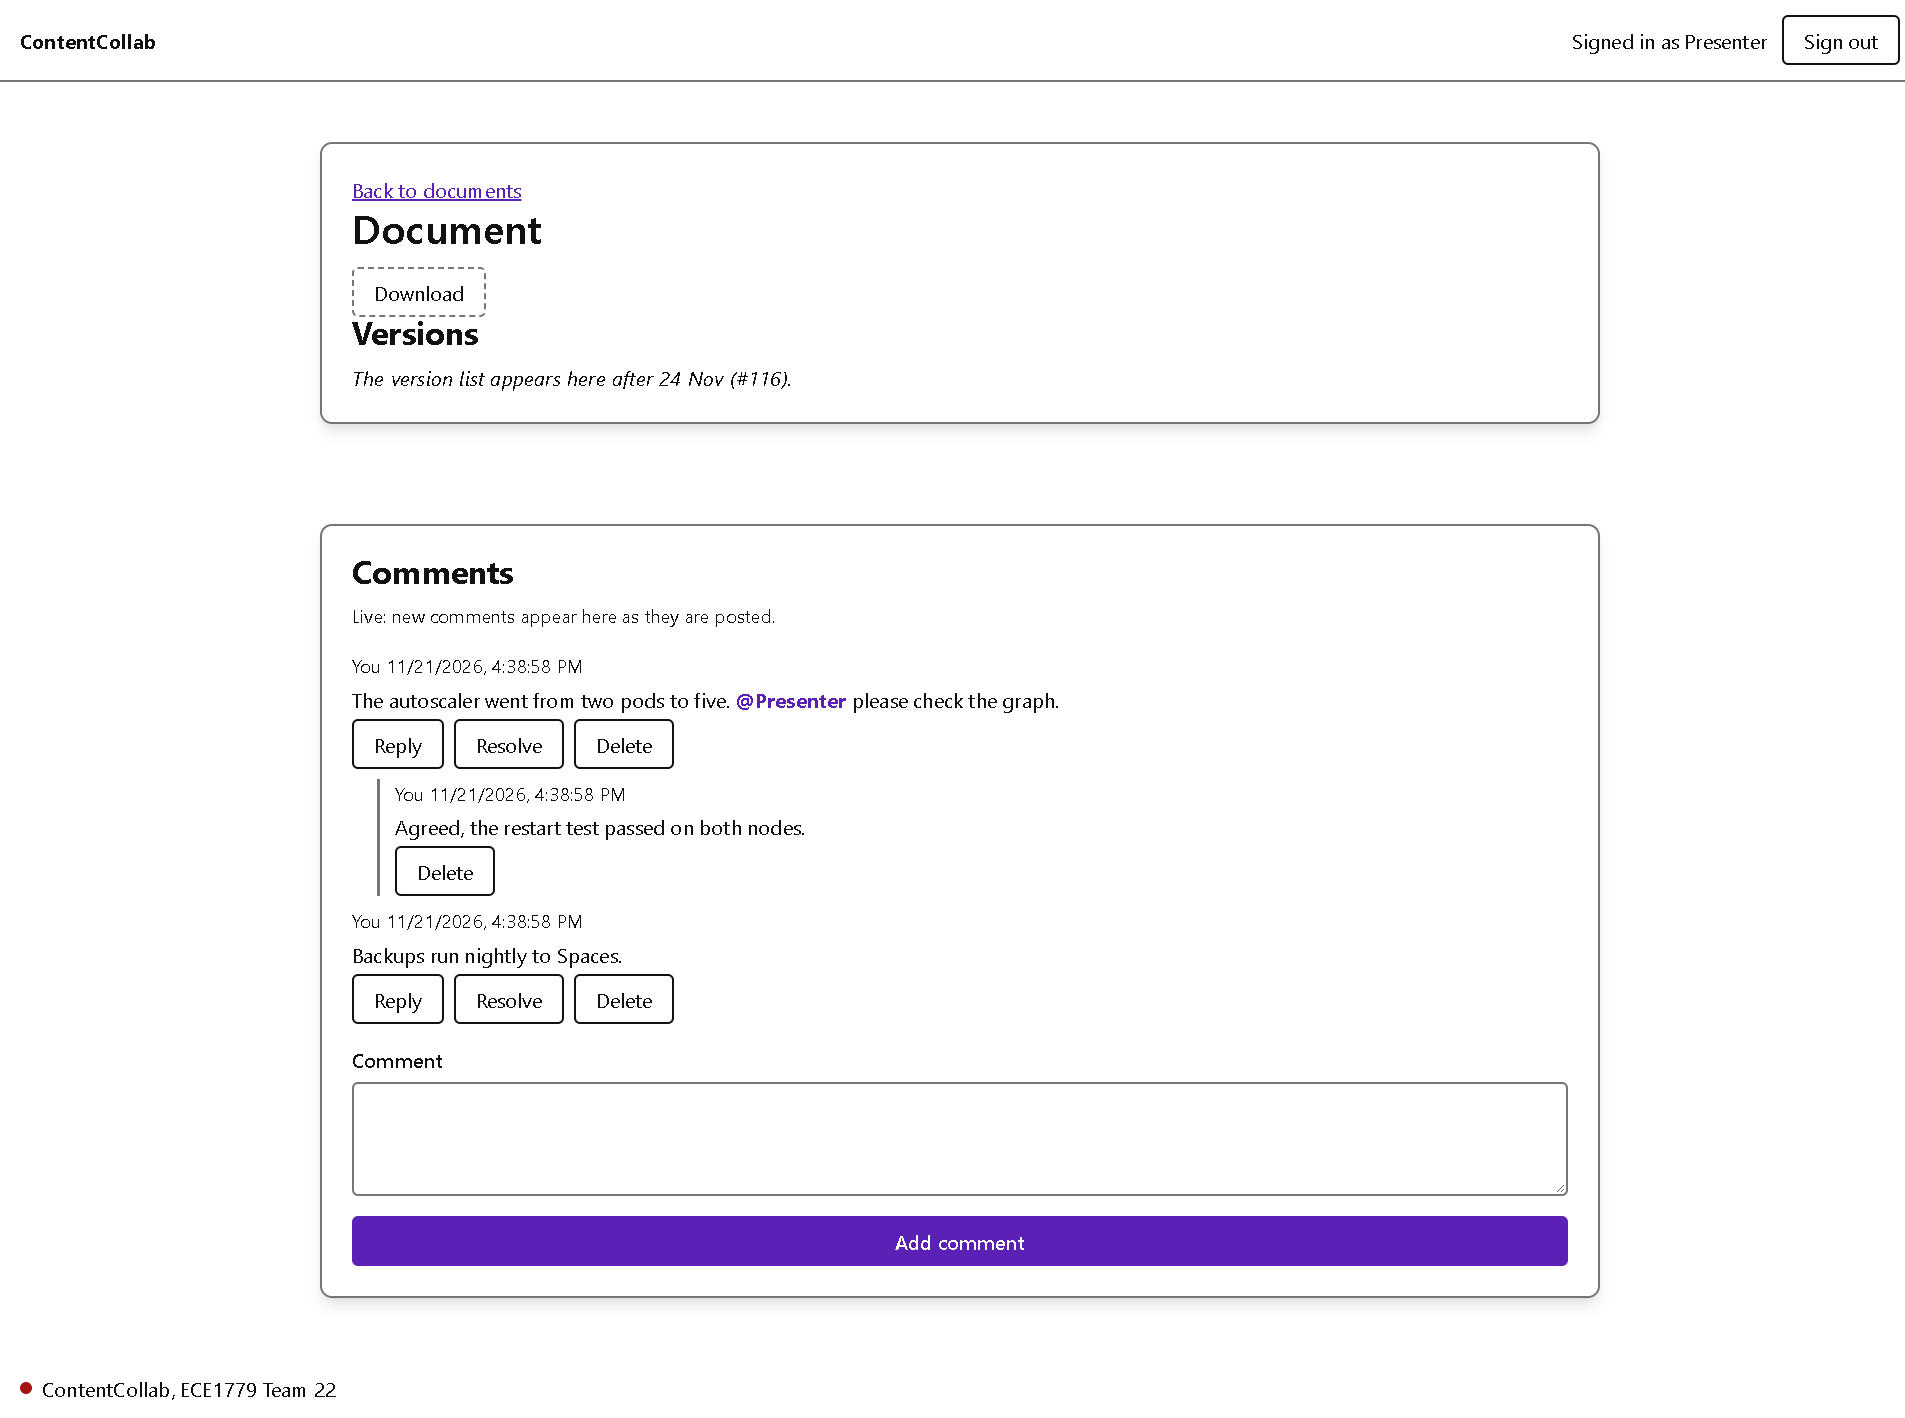 ContentCollab
Signed in as Presenter
Sign out
Back to documents
Document
Download
Versions
The version list appears here after 24 Nov (#116).
Comments
Live: new comments appear here as they are posted.
You 11/21/2026, 4:38:58 PM
The autoscaler went from two pods to five. @Presenter please check the graph.
Reply
Resolve
Delete
You 11/21/2026, 4:38:58 PM
Agreed, the restart test passed on both nodes.
Delete
You 11/21/2026, 4:38:58 PM
Backups run nightly to Spaces.
Reply
Resolve
Delete
Comment
Add comment
ContentCollab, ECE1779 Team 22